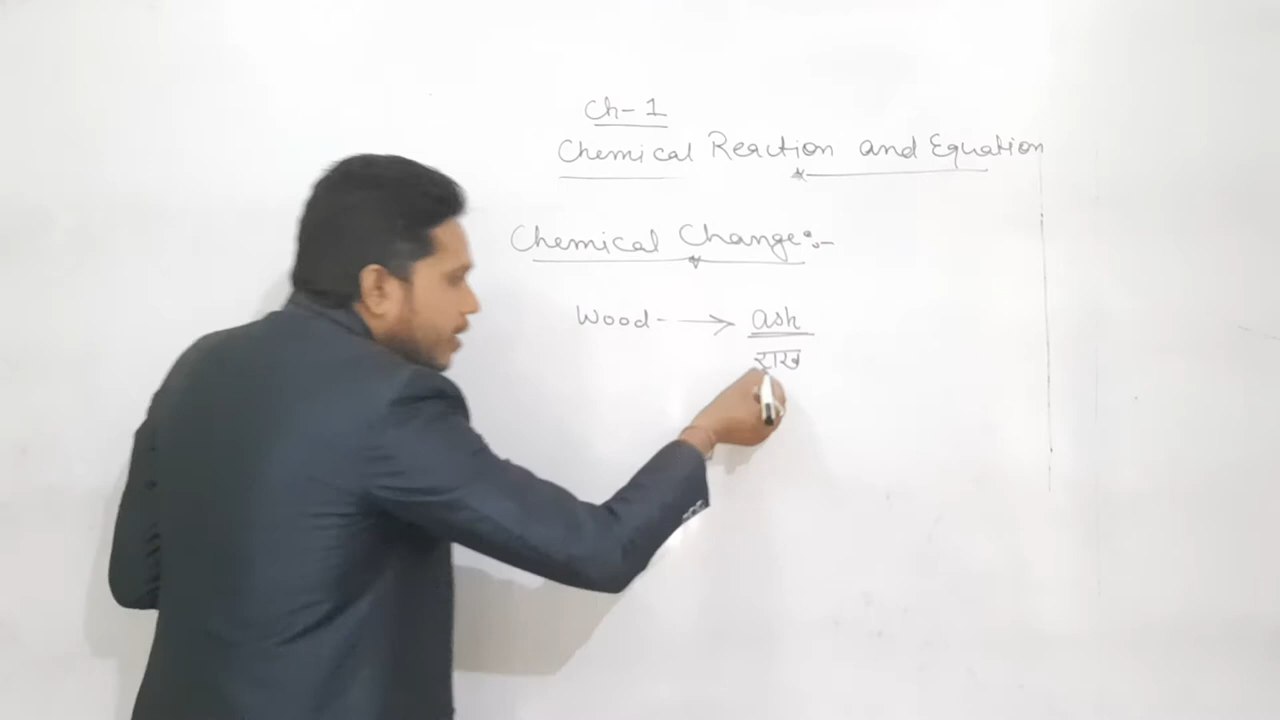 Ch-1
Chemical Reaction and Equation
Chemical Change:-
Wood- → ash
राख